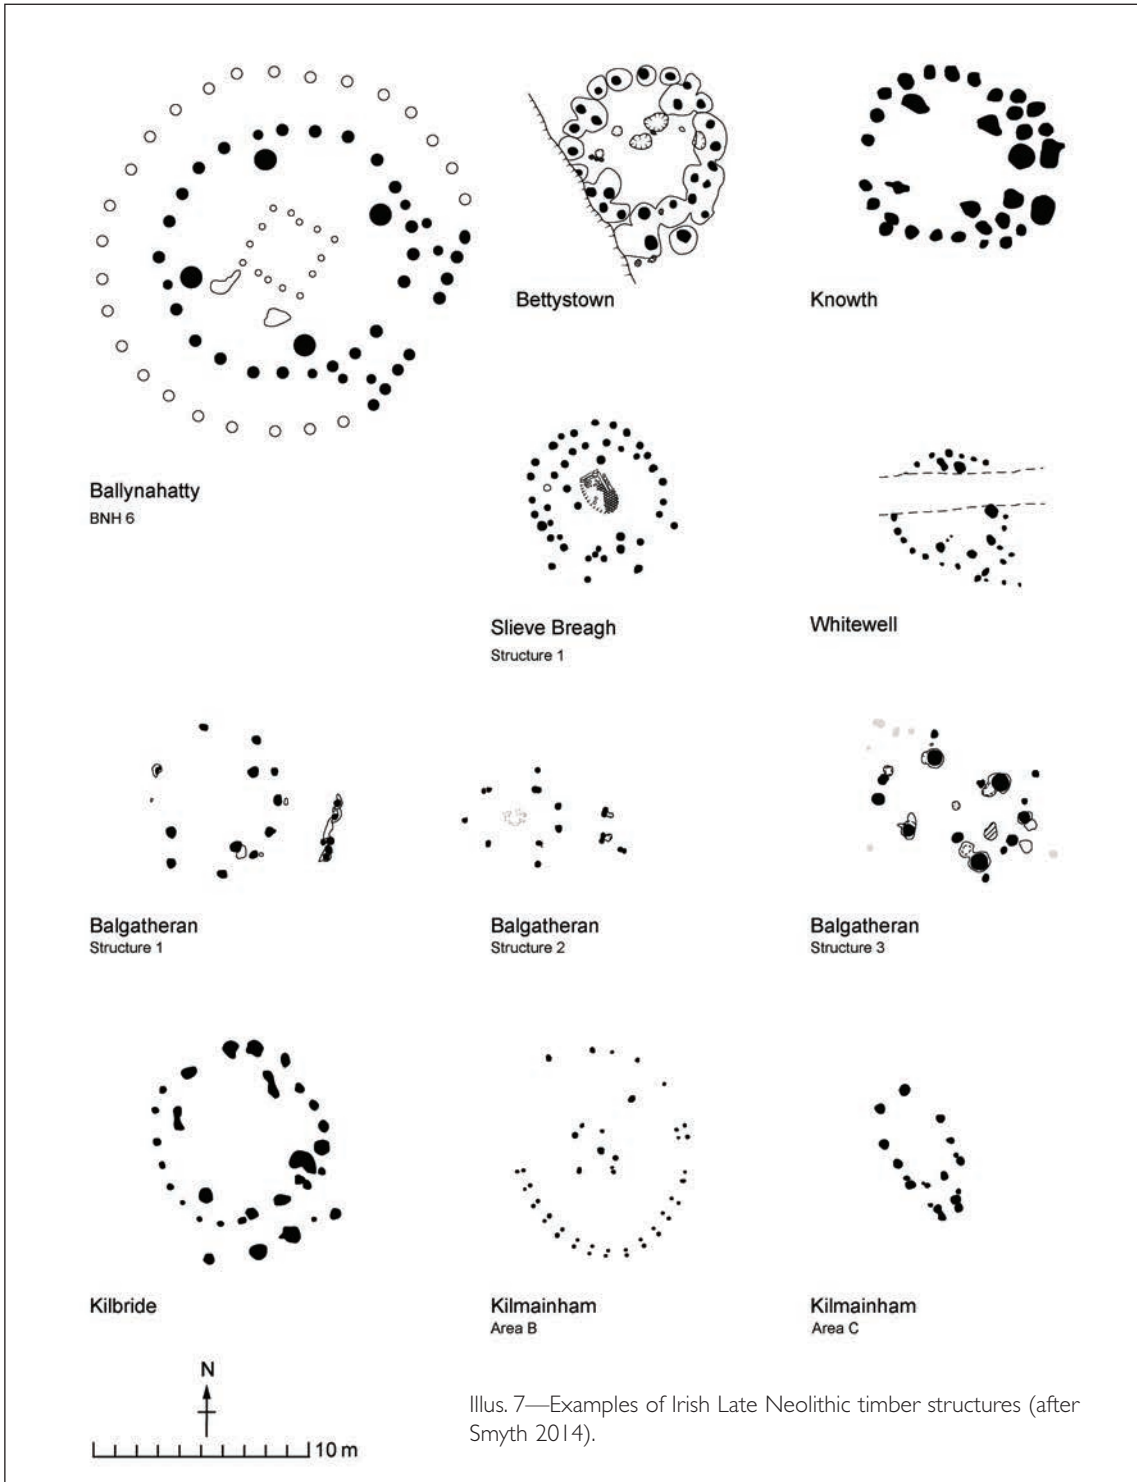 Bettystown
Knowth
Ballynahatty
BNH 6
Slieve Breagh
Structure 1
Whitewell
Balgatheran
Structure 1
Balgatheran
Structure 2
Balgatheran
Structure 3
Kilbride
Kilmainham
Area B
Kilmainham
Area C
N
10 m
Illus. 7—Examples of Irish Late Neolithic timber structures (after
Smyth 2014).